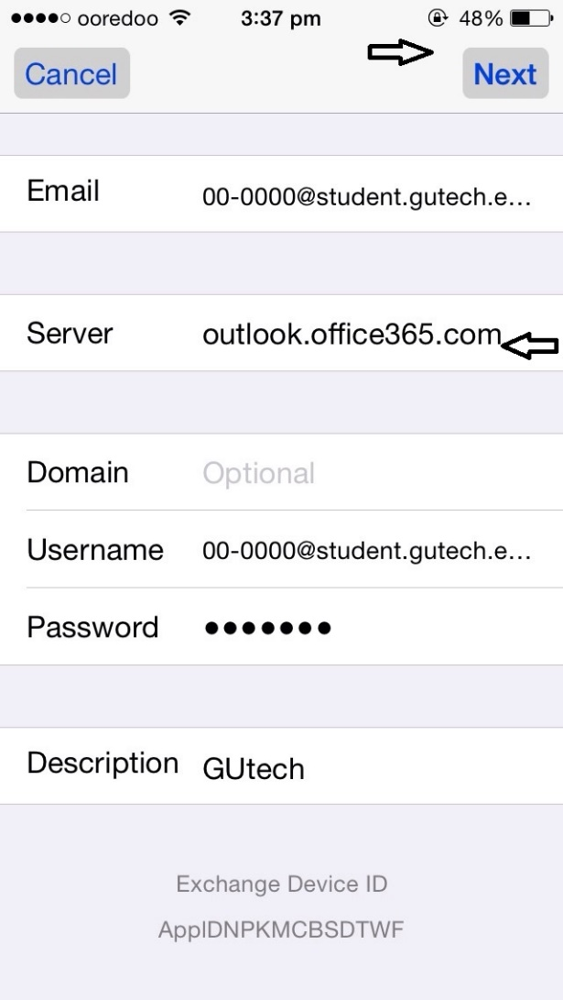 ooredoo 3:37 pm 48%
Cancel Next
Email 00-0000@student.gutech.e...
Server outlook.office365.com
Domain Optional
Username 00-0000@student.gutech.e...
Password ●●●●●●●
Description GUtech
Exchange Device ID
ApplDNPKMCBSDTWF